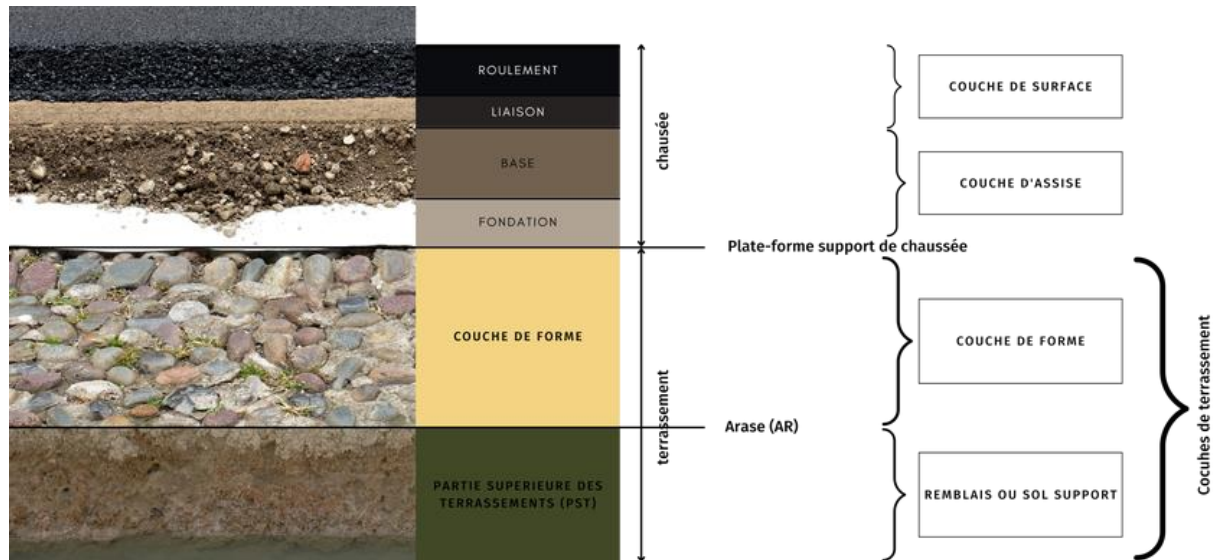 ROULEMENT
LIAISON
BASE
FONDATION
COUCHE DE FORME
PARTIE SUPERIEURE DES
TERRASSEMENTS (PST)
chausée
terrassement
Plate-forme support de chaussée
Arase (AR)
COUCHE DE SURFACE
COUCHE D'ASSISE
COUCHE DE FORME
REMBLAIS OU SOL SUPPORT
Cocuhes de terrassement